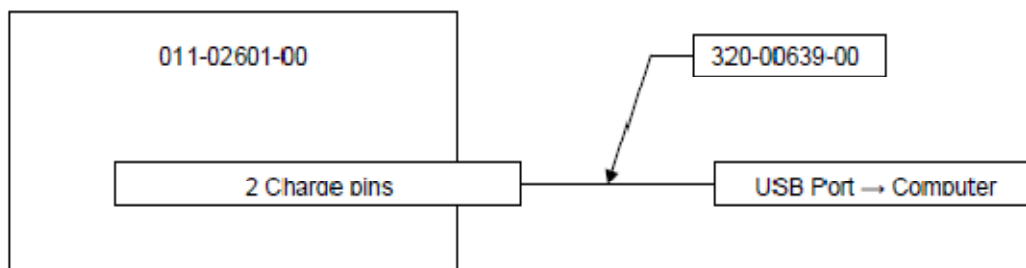 011-02601-00
320-00639-00
2 Charge pins
USB Port → Computer